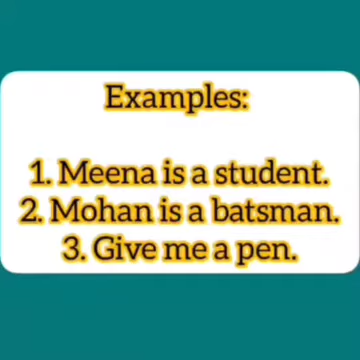 Examples:
1. Meena is a student.
2. Mohan is a batsman.
3. Give me a pen.